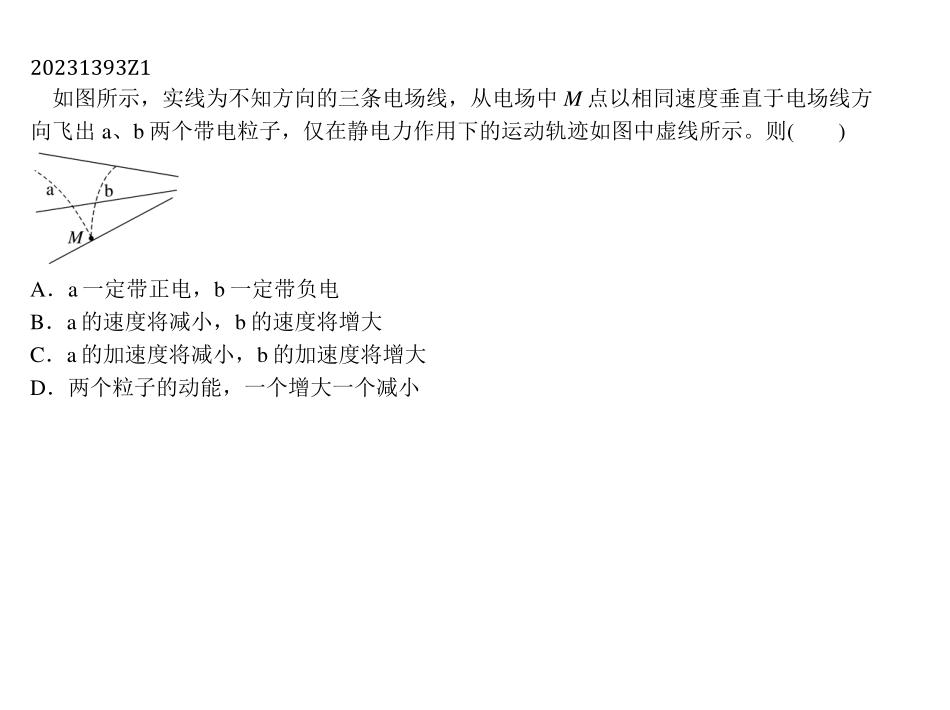 20231393Z1
如图所示，实线为不知方向的三条电场线，从电场中 M 点以相同速度垂直于电场线方
向飞出 a、b 两个带电粒子，仅在静电力作用下的运动轨迹如图中虚线所示。则(　　)
a
b
M
A．a 一定带正电，b 一定带负电
B．a 的速度将减小，b 的速度将增大
C．a 的加速度将减小，b 的加速度将增大
D．两个粒子的动能，一个增大一个减小